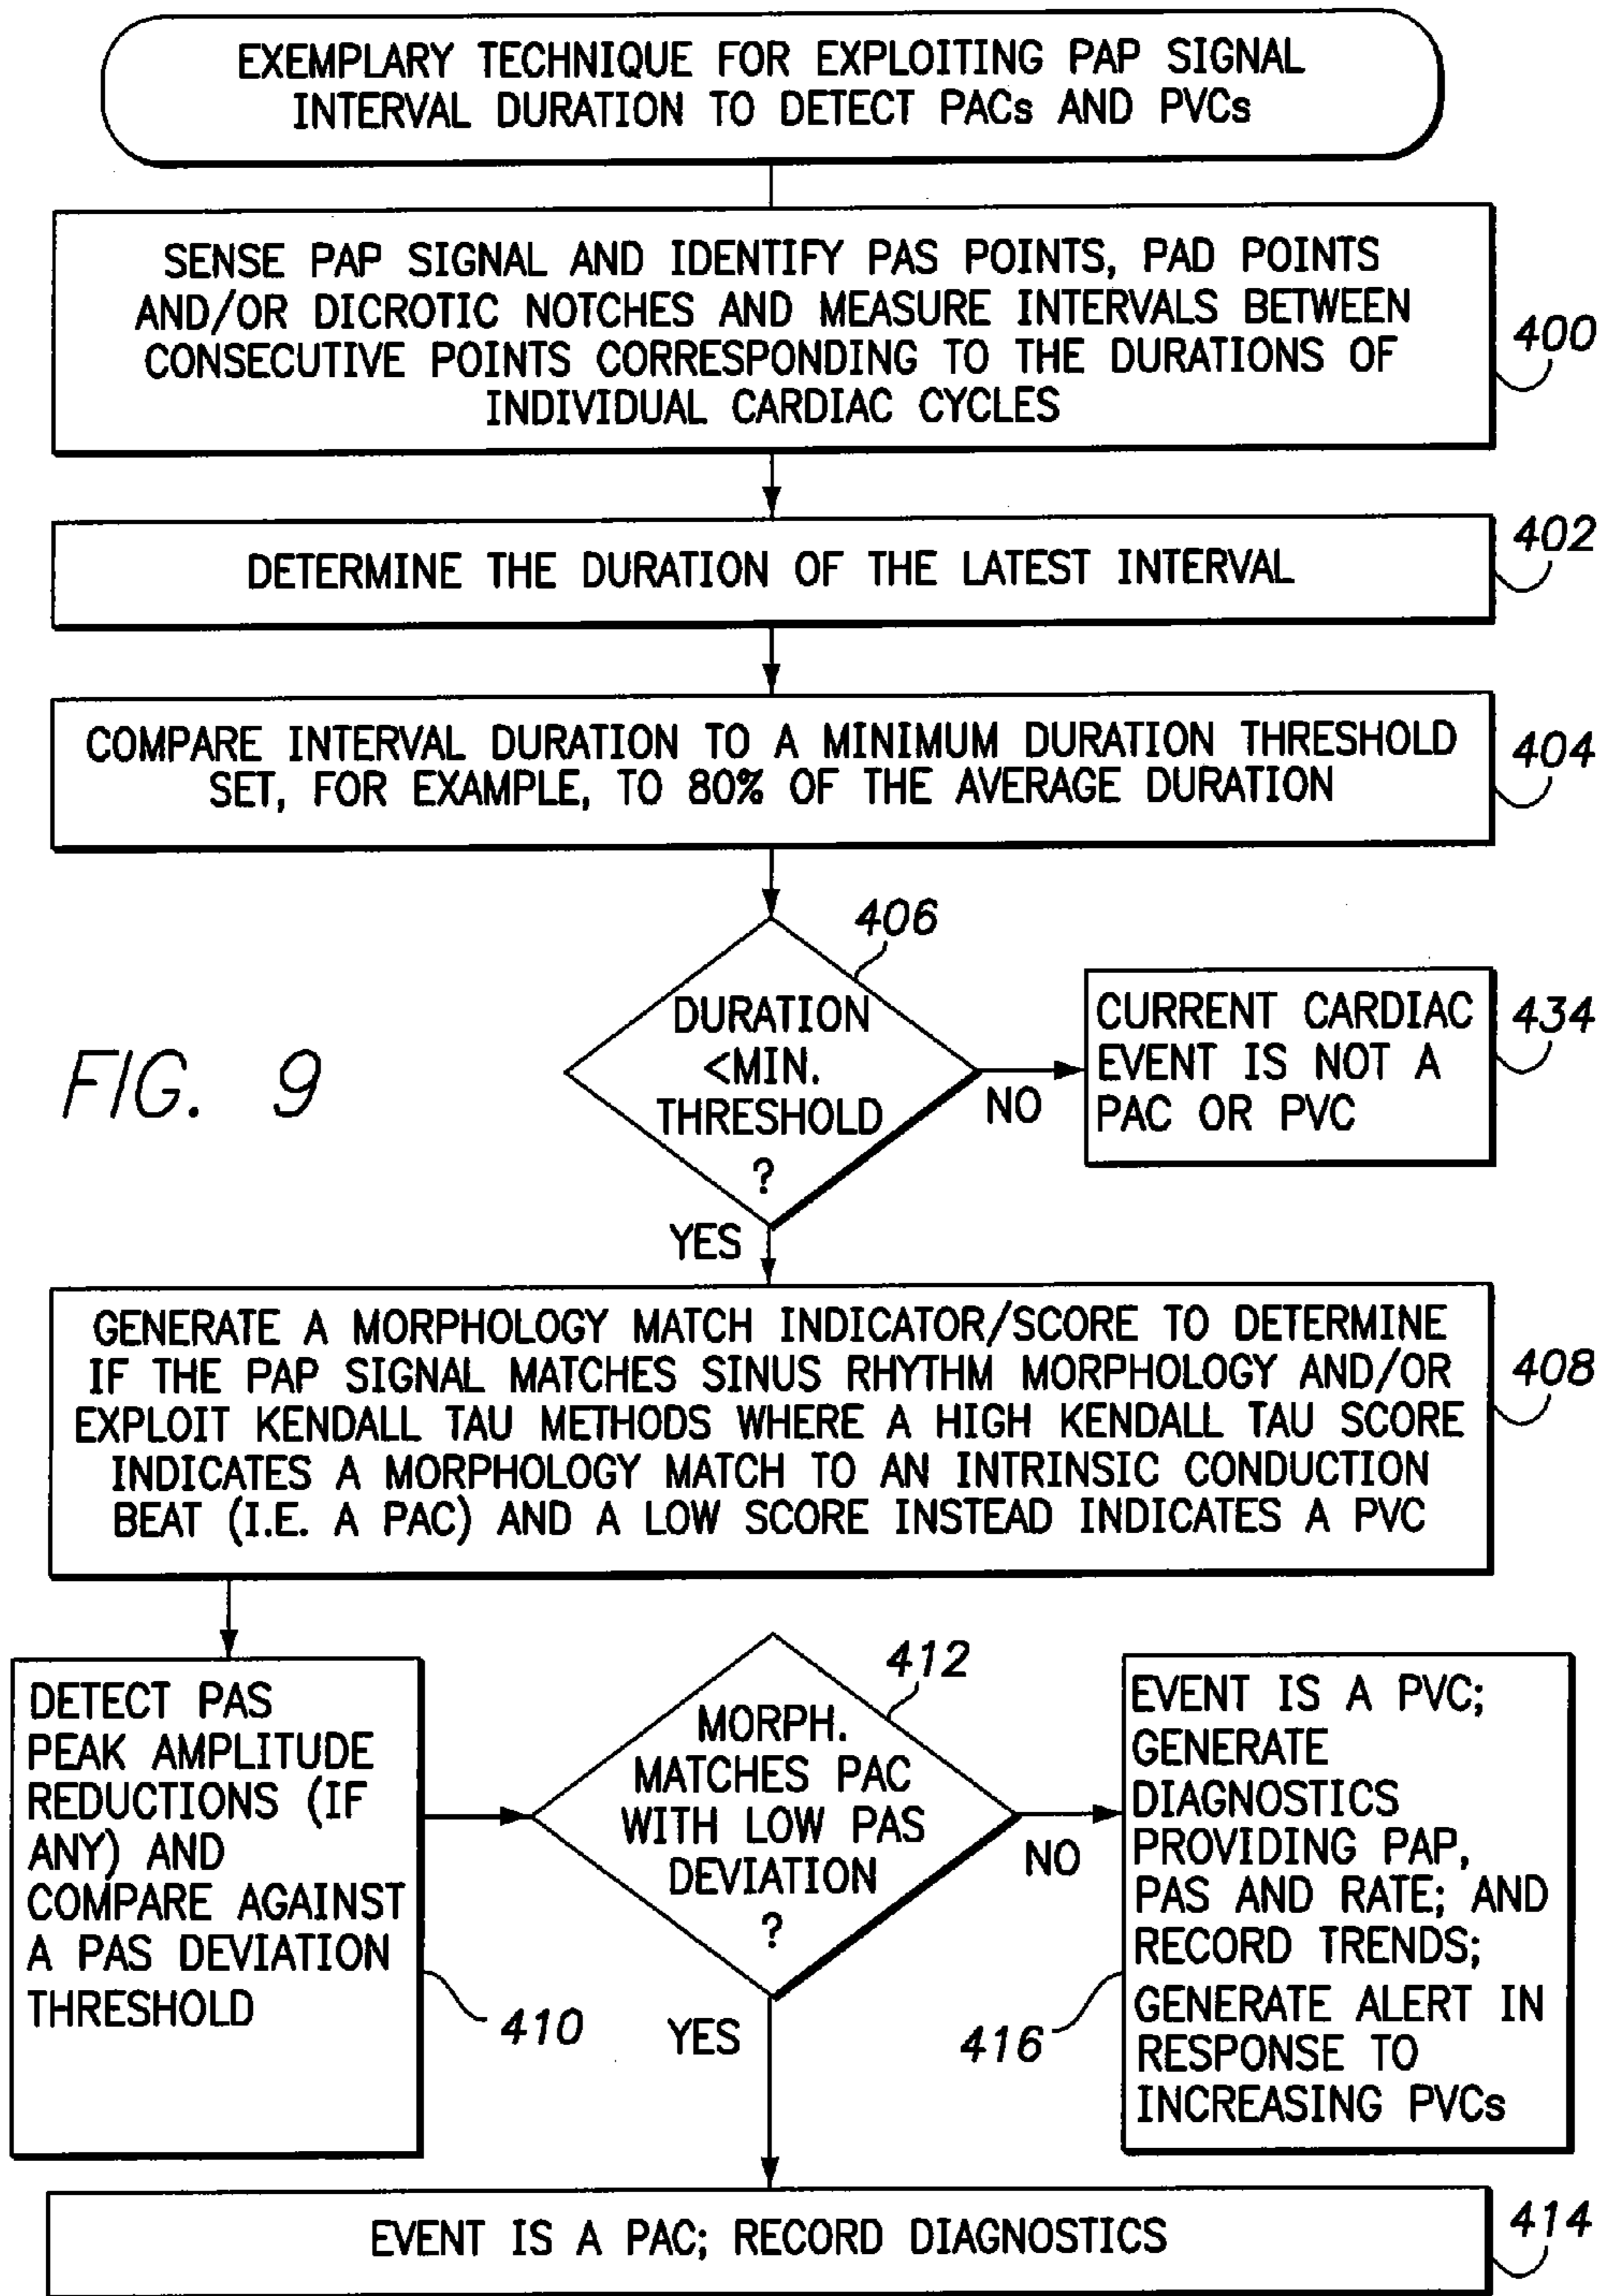 EXEMPLARY TECHNIQUE FOR EXPLOITING PAP SIGNAL
INTERVAL DURATION TO DETECT PACs AND PVCs
SENSE PAP SIGNAL AND IDENTIFY PAS POINTS, PAD POINTS
AND/OR DICROTIC NOTCHES AND MEASURE INTERVALS BETWEEN
CONSECUTIVE POINTS CORRESPONDING TO THE DURATIONS OF
INDIVIDUAL CARDIAC CYCLES
400
DETERMINE THE DURATION OF THE LATEST INTERVAL
402
COMPARE INTERVAL DURATION TO A MINIMUM DURATION THRESHOLD
SET, FOR EXAMPLE, TO 80% OF THE AVERAGE DURATION
404
406
DURATION
<MIN.
THRESHOLD
?
NO
YES
CURRENT CARDIAC
EVENT IS NOT A
PAC OR PVC
434
FIG. 9
GENERATE A MORPHOLOGY MATCH INDICATOR/SCORE TO DETERMINE
IF THE PAP SIGNAL MATCHES SINUS RHYTHM MORPHOLOGY AND/OR
EXPLOIT KENDALL TAU METHODS WHERE A HIGH KENDALL TAU SCORE
INDICATES A MORPHOLOGY MATCH TO AN INTRINSIC CONDUCTION
BEAT (I.E. A PAC) AND A LOW SCORE INSTEAD INDICATES A PVC
408
DETECT PAS
PEAK AMPLITUDE
REDUCTIONS (IF
ANY) AND
COMPARE AGAINST
A PAS DEVIATION
THRESHOLD
410
412
MORPH.
MATCHES PAC
WITH LOW PAS
DEVIATION
?
NO
YES
EVENT IS A PVC;
GENERATE
DIAGNOSTICS
PROVIDING PAP,
PAS AND RATE; AND
RECORD TRENDS;
GENERATE ALERT IN
RESPONSE TO
INCREASING PVCs
416
EVENT IS A PAC; RECORD DIAGNOSTICS
414